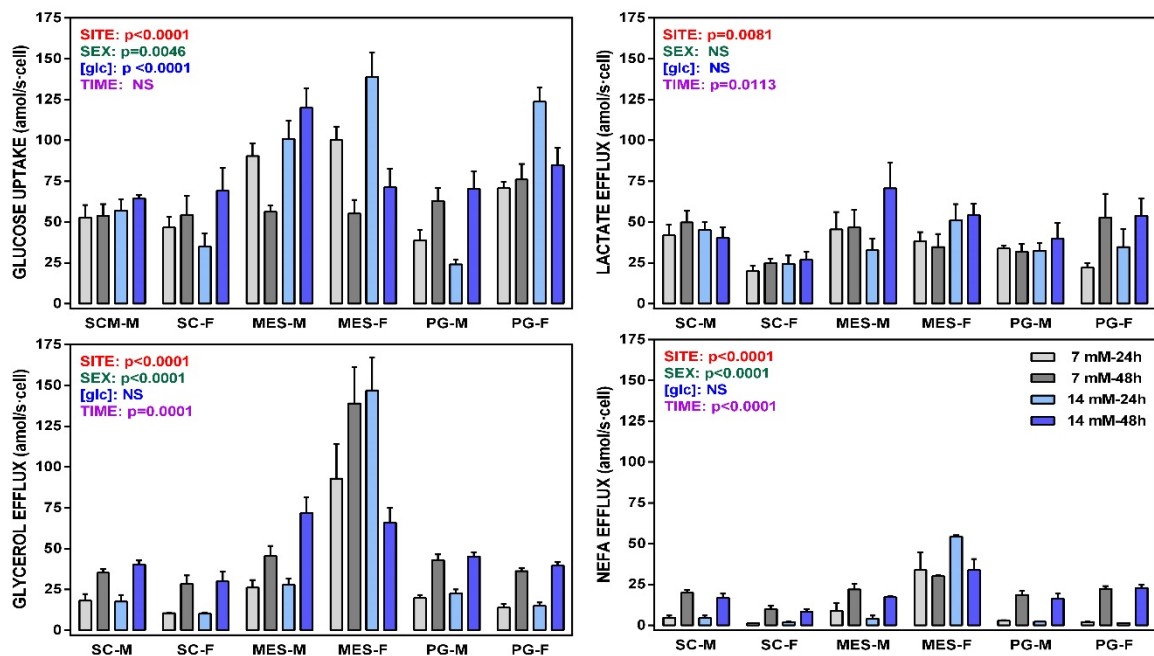 GLUCOSE UPTAKE (amol/s·cell)
175
150
125
100
75
50
25
0
SITE: p<0.0001
SEX: p=0.0046
[glc]: p <0.0001
TIME: NS
SCM-M SC-F MES-M MES-F PG-M PG-F
LACTATE EFFLUX (amol/s·cell)
175
150
125
100
75
50
25
0
SITE: p=0.0081
SEX: NS
[glc]: NS
TIME: p=0.0113
SC-M SC-F MES-M MES-F PG-M PG-F
GLYCEROL EFFLUX (amol/s·cell)
175
150
125
100
75
50
25
0
SITE: p<0.0001
SEX: p<0.0001
[glc]: NS
TIME: p=0.0001
SC-M SC-F MES-M MES-F PG-M PG-F
NEFA EFFLUX (amol/s·cell)
175
150
125
100
75
50
25
0
SITE: p<0.0001
SEX: p<0.0001
[glc]: NS
TIME: p<0.0001
7 mM-24h
7 mM-48h
14 mM-24h
14 mM-48h
SC-M SC-F MES-M MES-F PG-M PG-F